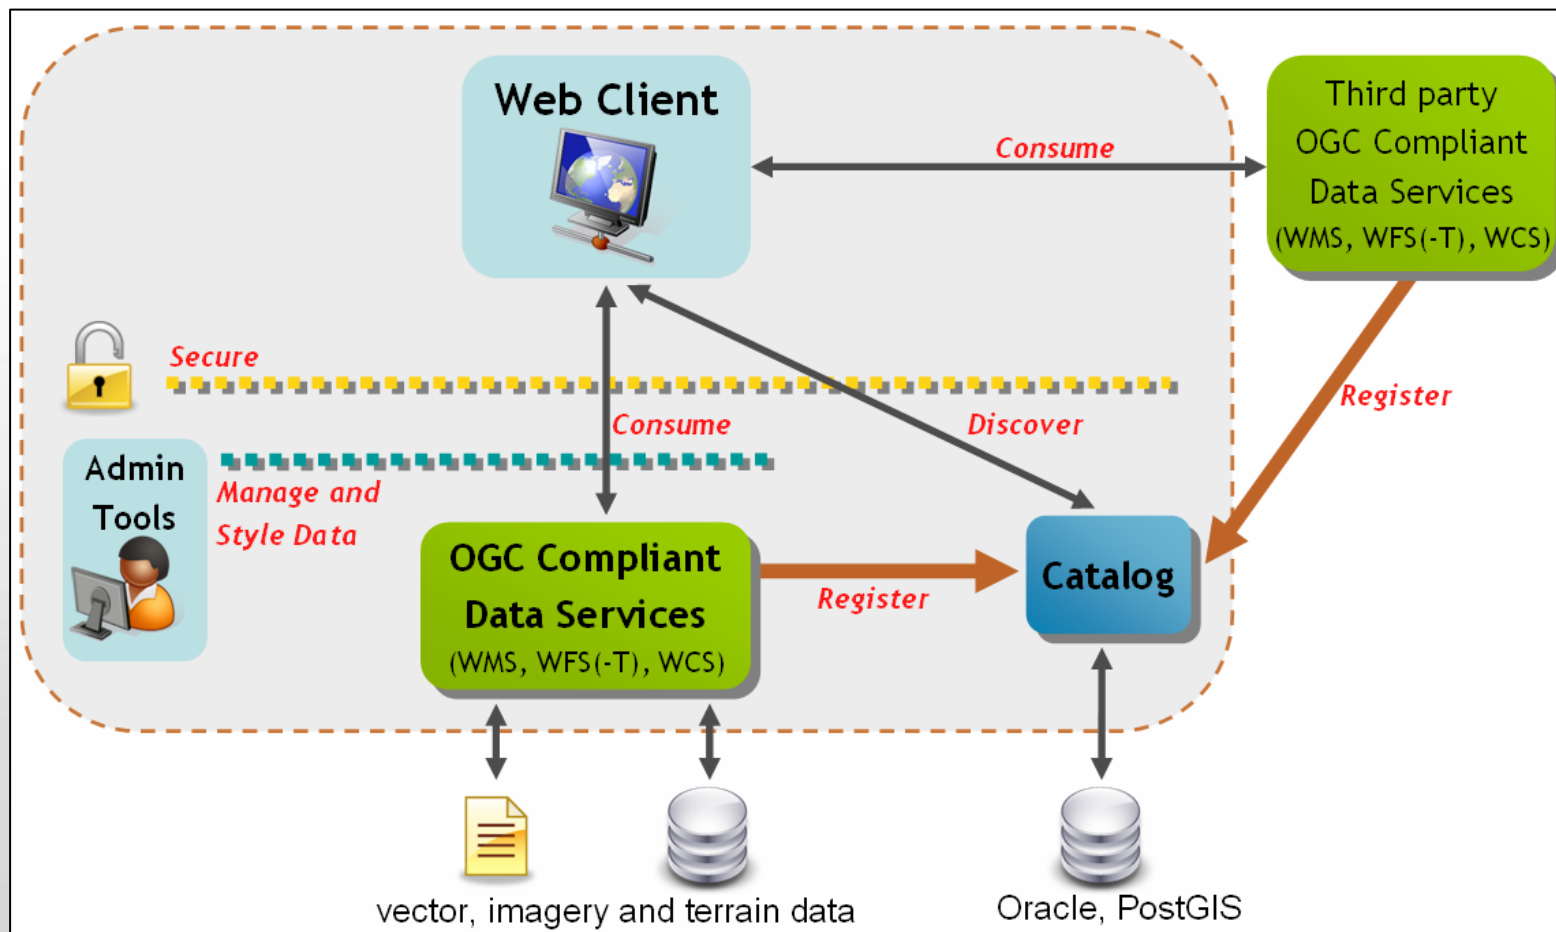 Web Client
Third party
OGC Compliant
Data Services
(WMS, WFS(-T), WCS)
Consume
Secure
Consume
Discover
Register
Admin
Tools
Manage and
Style Data
OGC Compliant
Data Services
(WMS, WFS(-T), WCS)
Register
Catalog
vector, imagery and terrain data
Oracle, PostGIS